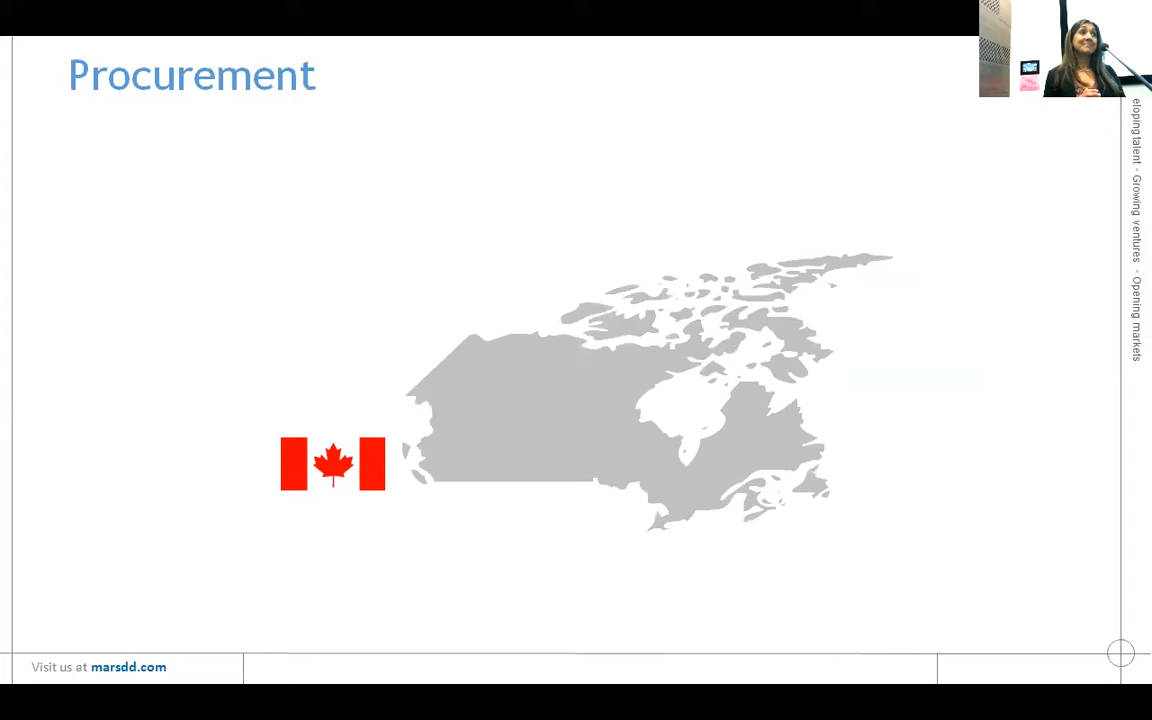 Procurement
eloping talent • Growing ventures • Opening markets
Visit us at marsdd.com